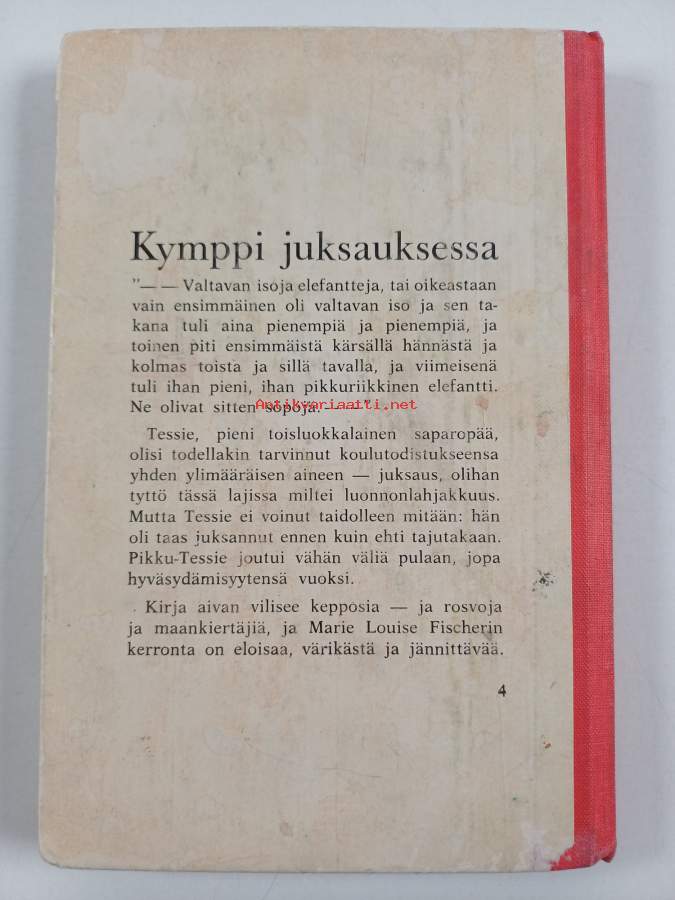 Kymppi juksauksessa
"— — Valtavan isoja elefantteja, tai oikeastaan
vain ensimmäinen oli valtavan iso ja sen ta-
kana tuli aina pienempiä ja pienempiä, ja
toinen piti ensimmäistä kärsällä hännästä ja
kolmas toista ja sillä tavalla, ja viimeisenä
tuli ihan pieni, ihan pikkuriikkinen elefantti.
Ne olivat sitten söpöjä. — —"
Antikvariaatti.net
Tessie, pieni toisluokkalainen saparopää,
olisi todellakin tarvinnut koulutodistukseensa
yhden ylimääräisen aineen — juksaus, olihan
tyttö tässä lajissa miltei luonnonlahjakkuus.
Mutta Tessie ei voinut taidolleen mitään: hän
oli taas juksannut ennen kuin ehti tajutakaan.
Pikku-Tessie joutui vähän väliä pulaan, jopa
hyväsydämisyytensä vuoksi.
Kirja aivan vilisee kepposia — ja rosvoja
ja maankiertäjiä, ja Marie Louise Fischerin
kerronta on eloisaa, värikästä ja jännittävää.
4